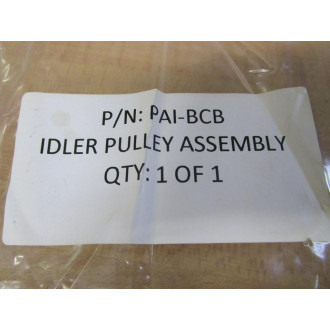 P/N: PAI-BCB
IDLER PULLEY ASSEMBLY
QTY: 1 OF 1